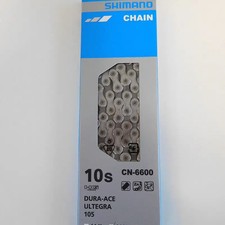 SHIMANO
CHAIN
10s
CN-6600
DURA-ACE
ULTEGRA
105